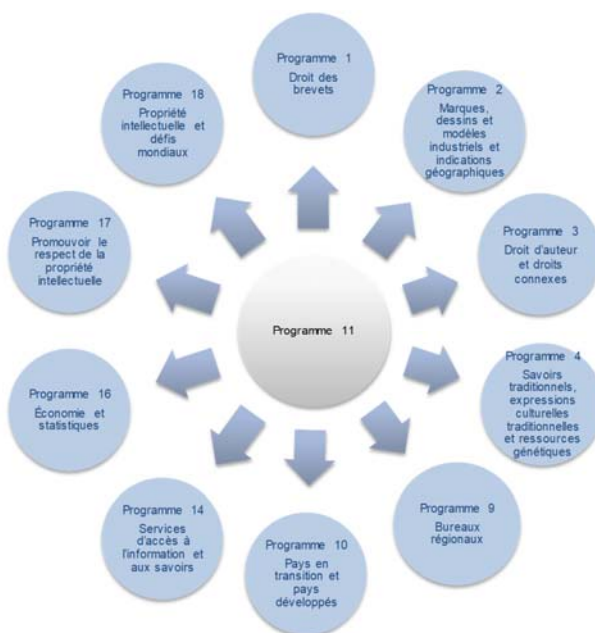 Programme 1
Droit des
brevets
Programme 2
Marques,
dessins et
modèles
industriels et
indications
géographiques
Programme 3
Droit d'auteur
et droits
connexes
Programme 4
Savoirs
traditionnels,
expressions
culturelles
traditionnelles
et ressources
génétiques
Programme 9
Bureaux
régionaux
Programme 10
Pays en
transition et
pays
développés
Programme 14
Services
d'accès à
l'information et
aux savoirs
Programme 16
Économie et
statistiques
Programme 17
Promouvoir le
respect de la
propriété
intellectuelle
Programme 18
Propriété
intellectuelle et
défis
mondiaux
Programme 11